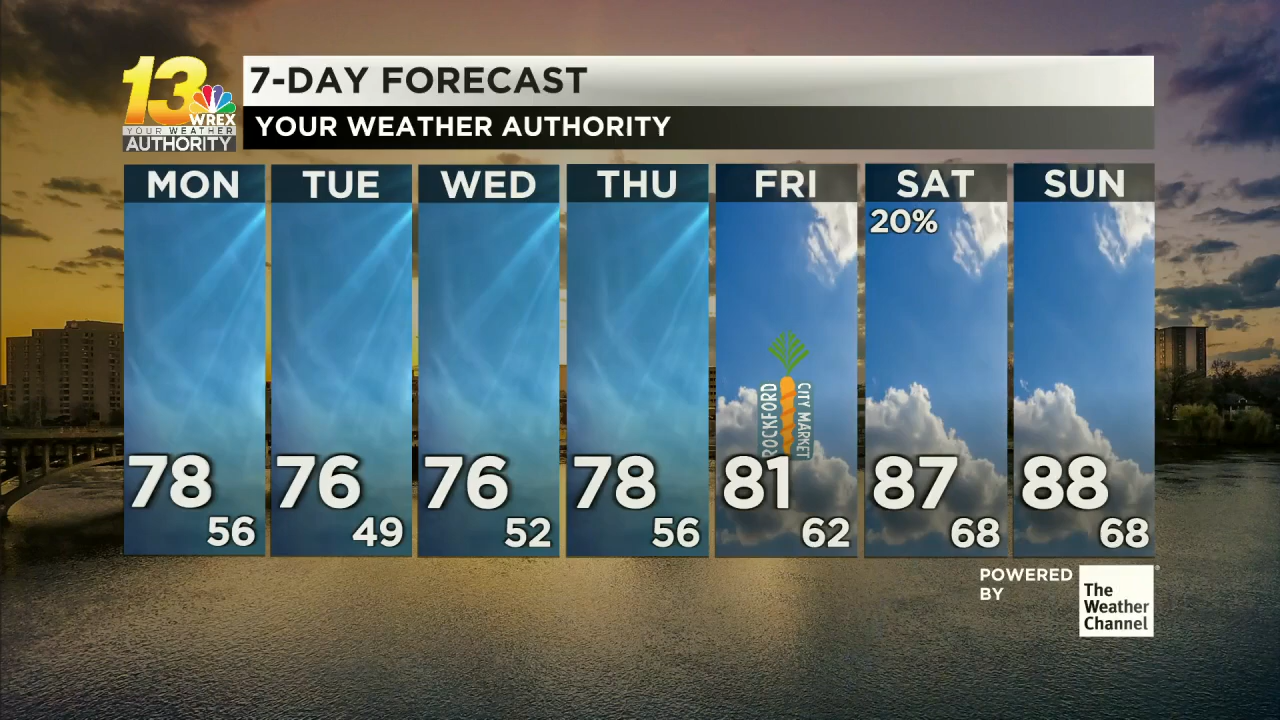 13
WREX
YOUR WEATHER
AUTHORITY
7-DAY FORECAST
YOUR WEATHER AUTHORITY
MON TUE WED THU FRI SAT SUN
20%
ROCKFORD
CITY MARKET
78 76 76 78 81 87 88
56 49 52 56 62 68 68
POWERED
BY
The
Weather
Channel